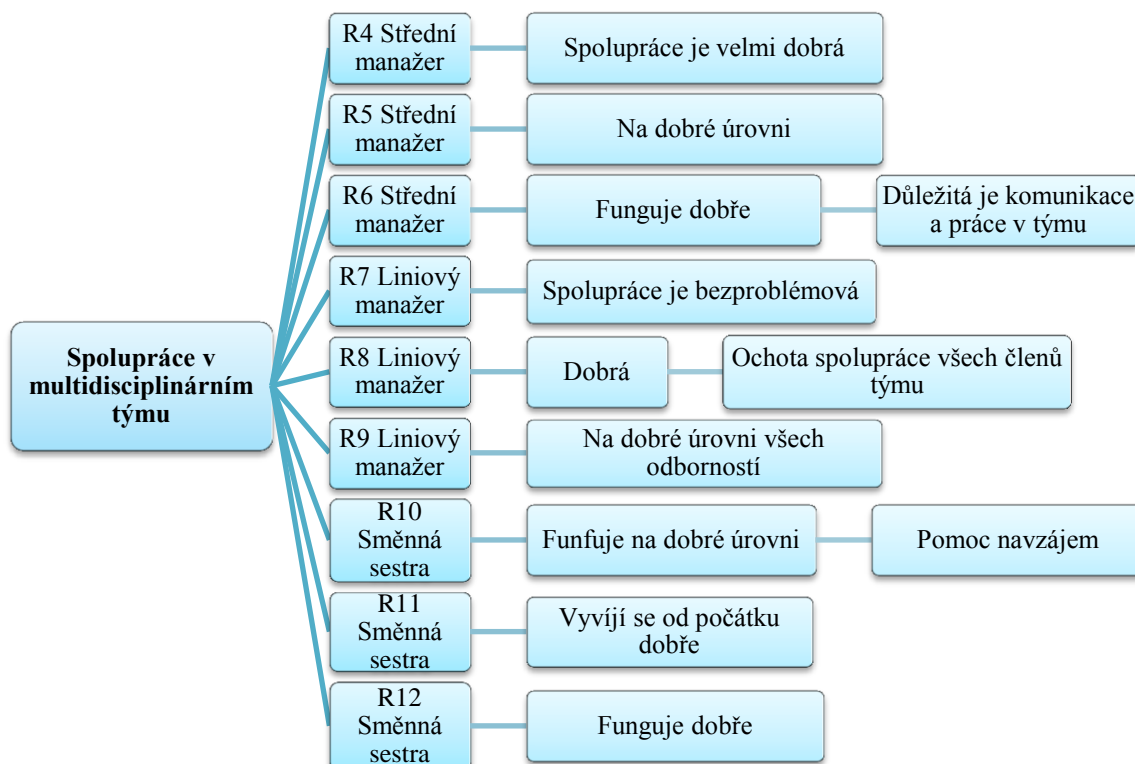 Spolupráce v
multidisciplinárním
týmu
R4 Střední
manažer
Spolupráce je velmi dobrá
R5 Střední
manažer
Na dobré úrovni
R6 Střední
manažer
Funguje dobře
Důležitá je komunikace
a práce v týmu
R7 Liniový
manažer
Spolupráce je bezproblémová
R8 Liniový
manažer
Dobrá
Ochota spolupráce všech členů
týmu
R9 Liniový
manažer
Na dobré úrovni všech
odborností
R10
Směnná
sestra
Funfuje na dobré úrovni
Pomoc navzájem
R11
Směnná
sestra
Vyvíjí se od počátku
dobře
R12
Směnná
sestra
Funguje dobře